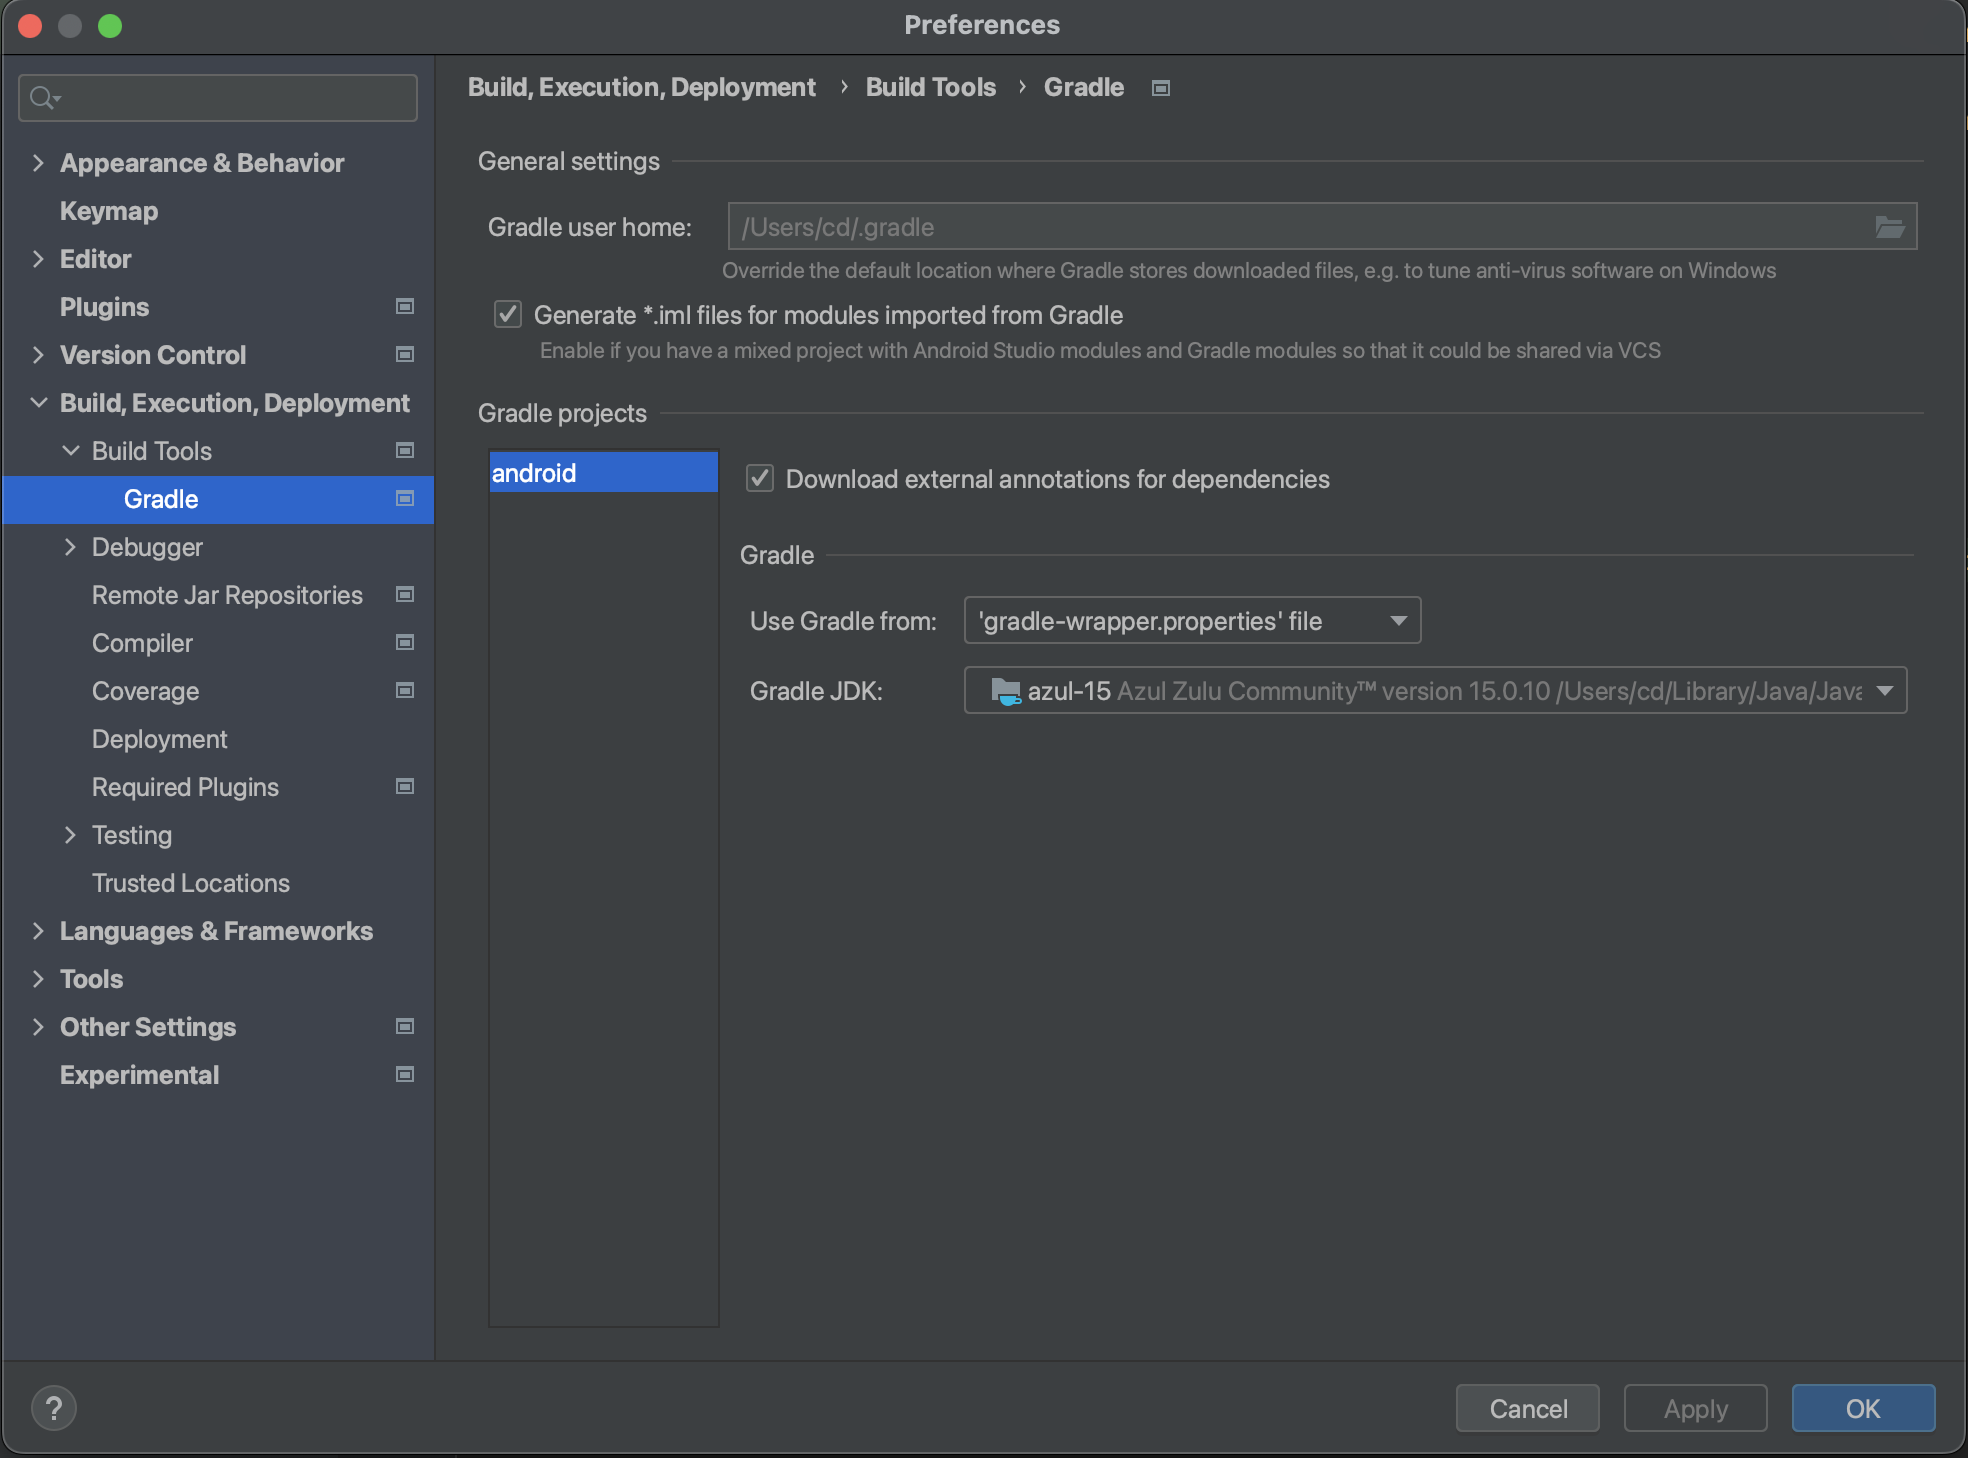 Preferences
Appearance & Behavior
Keymap
Editor
Plugins
Version Control
Build, Execution, Deployment
Build Tools
Gradle
Debugger
Remote Jar Repositories
Compiler
Coverage
Deployment
Required Plugins
Testing
Trusted Locations
Languages & Frameworks
Tools
Other Settings
Experimental
Build, Execution, Deployment › Build Tools › Gradle
General settings
Gradle user home: /Users/cd/.gradle
Override the default location where Gradle stores downloaded files, e.g. to tune anti-virus software on Windows
Generate *.iml files for modules imported from Gradle
Enable if you have a mixed project with Android Studio modules and Gradle modules so that it could be shared via VCS
Gradle projects
android
Download external annotations for dependencies
Gradle
Use Gradle from: 'gradle-wrapper.properties' file
Gradle JDK: azul-15 Azul Zulu Community™ version 15.0.10 /Users/cd/Library/Java/Java
?
Cancel
Apply
OK